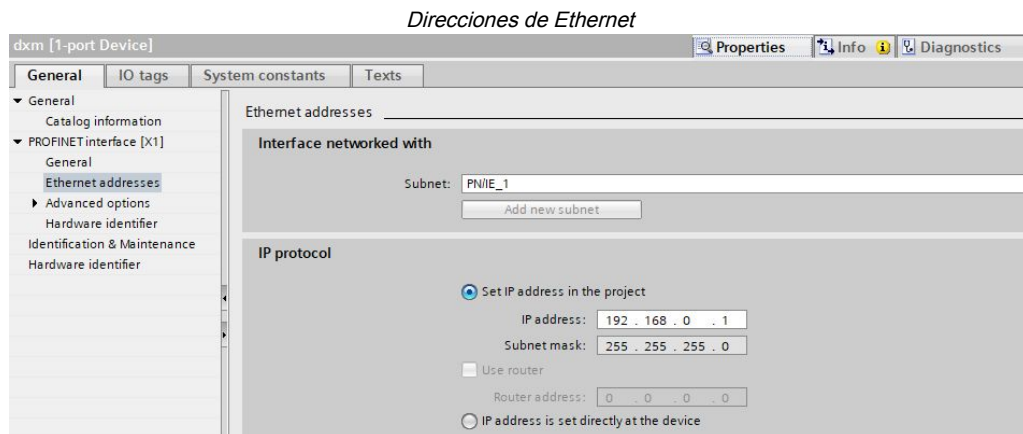 Direcciones de Ethernet
dxm [1-port Device]
Properties Info Diagnostics
General IO tags System constants Texts
General
Catalog information
PROFINET interface [X1]
General
Ethernet addresses
Advanced options
Hardware identifier
Identification & Maintenance
Hardware identifier
Ethernet addresses
Interface networked with
Subnet: PN/IE_1
Add new subnet
IP protocol
Set IP address in the project
IP address: 192 . 168 . 0 . 1
Subnet mask: 255 . 255 . 255 . 0
Use router
Router address: 0 . 0 . 0 . 0
IP address is set directly at the device